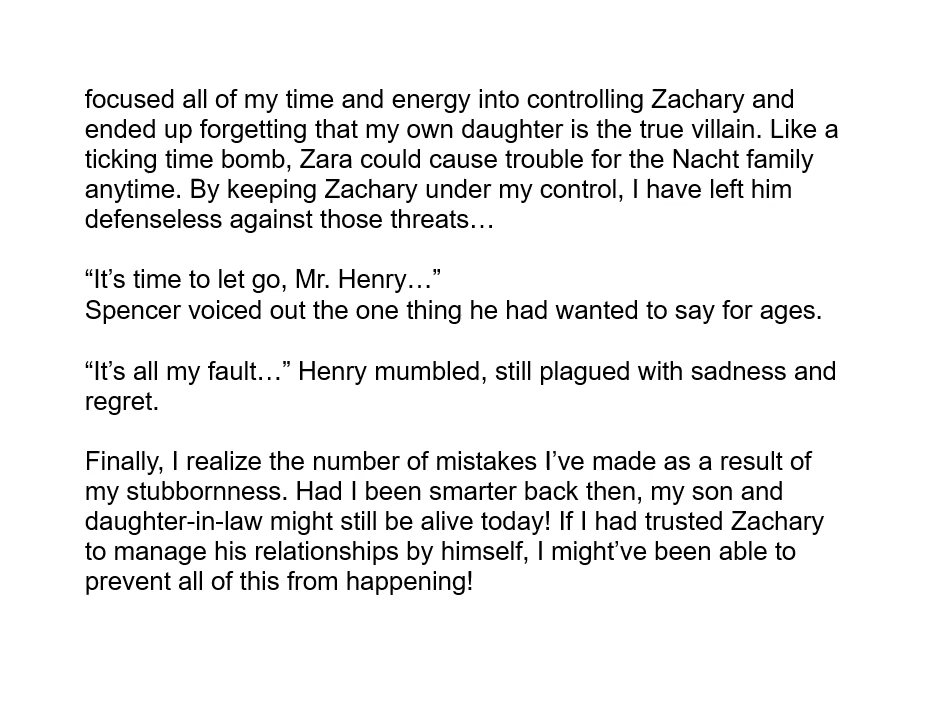 focused all of my time and energy into controlling Zachary and
ended up forgetting that my own daughter is the true villain. Like a
ticking time bomb, Zara could cause trouble for the Nacht family
anytime. By keeping Zachary under my control, I have left him
defenseless against those threats…
“It’s time to let go, Mr. Henry…”
Spencer voiced out the one thing he had wanted to say for ages.
“It’s all my fault…” Henry mumbled, still plagued with sadness and
regret.
Finally, I realize the number of mistakes I’ve made as a result of
my stubbornness. Had I been smarter back then, my son and
daughter-in-law might still be alive today! If I had trusted Zachary
to manage his relationships by himself, I might’ve been able to
prevent all of this from happening!